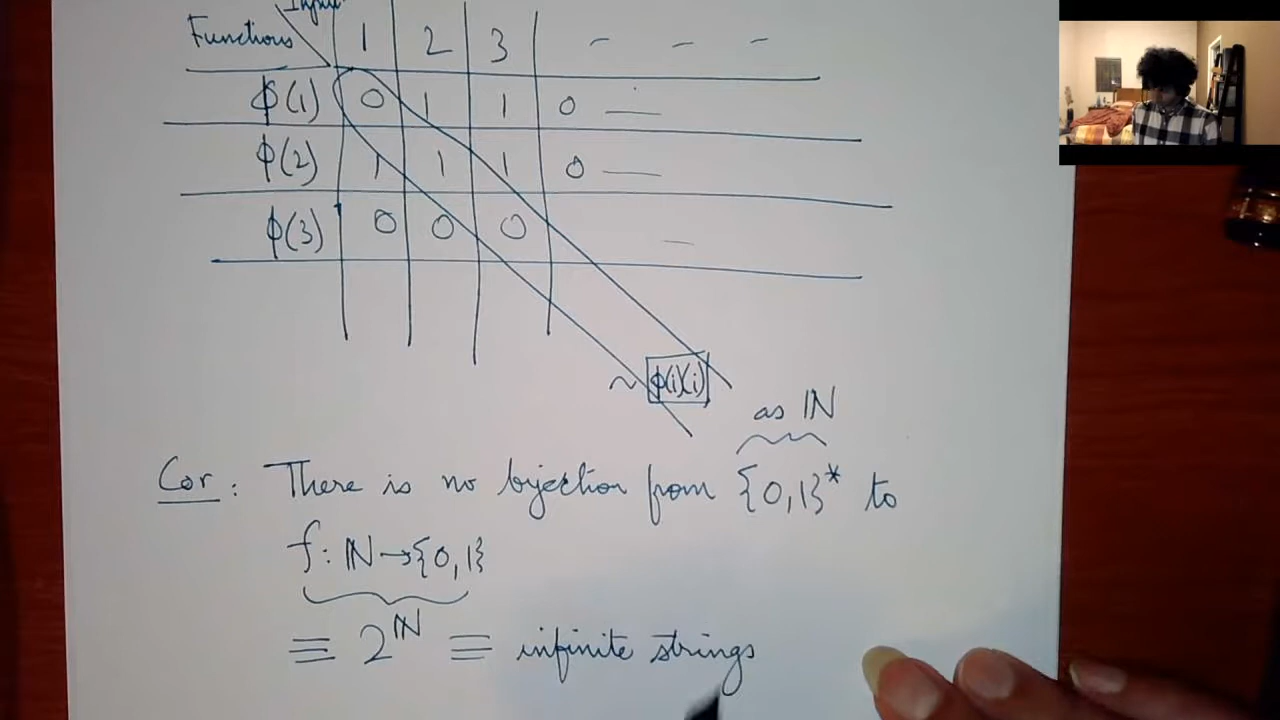 Input
Functions 1 2 3 - - -
ϕ(1) 0 1 1 0 —
ϕ(2) 1 1 1 0 —
ϕ(3) 0 0 0 —
~ ϕ(i)(i)
as ℕ
Cor: There is no bijection from {0,1}* to
f: ℕ→{0,1}
≡ 2^ℕ ≡ infinite strings